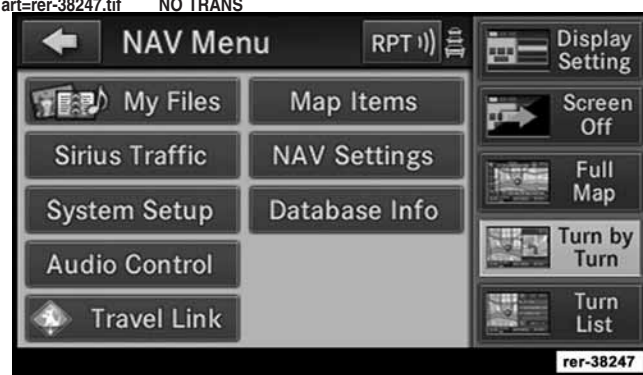 art=rer-38247.tif NO TRANS
NAV Menu RPT
My Files
Map Items
Sirius Traffic
NAV Settings
System Setup
Database Info
Audio Control
Travel Link
Display
Setting
Screen
Off
Full
Map
Turn by
Turn
Turn
List
rer-38247